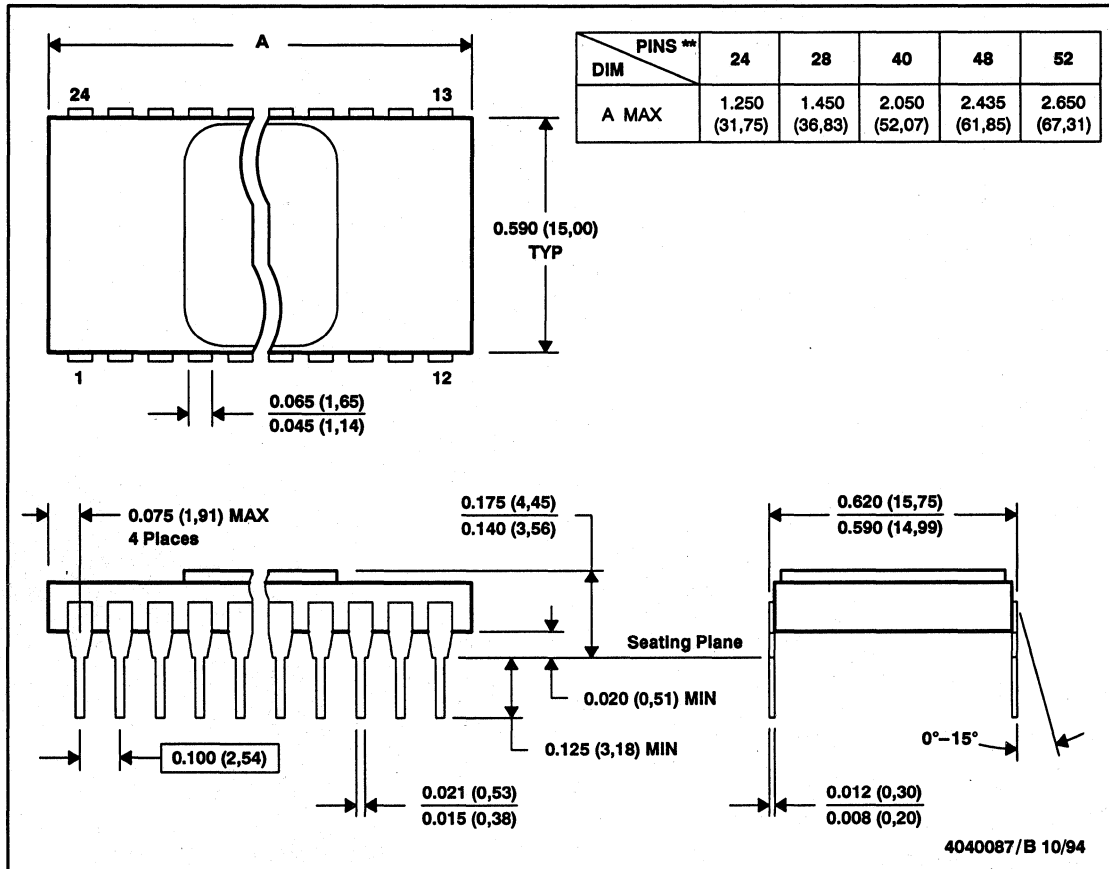 A
24
13
1
12
PINS **
DIM
24
28
40
48
52
A MAX
1.250
(31,75)
1.450
(36,83)
2.050
(52,07)
2.435
(61,85)
2.650
(67,31)
0.590 (15,00)
TYP
0.065 (1,65)
0.045 (1,14)
0.075 (1,91) MAX
4 Places
0.175 (4,45)
0.140 (3,56)
0.620 (15,75)
0.590 (14,99)
Seating Plane
0.020 (0,51) MIN
0.125 (3,18) MIN
0.100 (2,54)
0°–15°
0.021 (0,53)
0.015 (0,38)
0.012 (0,30)
0.008 (0,20)
4040087/B 10/94